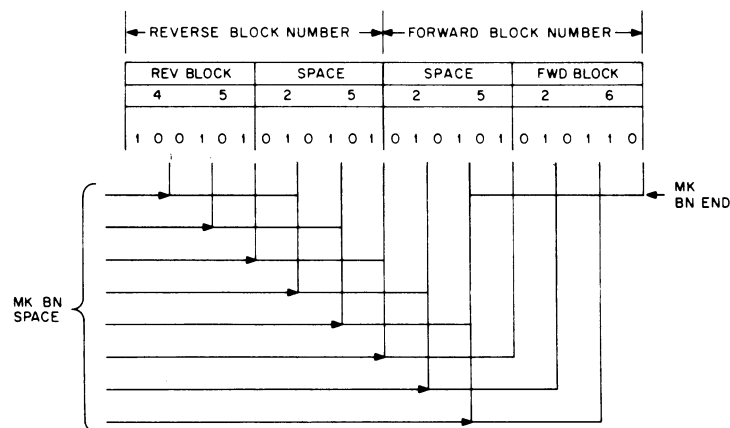 REVERSE BLOCK NUMBER FORWARD BLOCK NUMBER
REV BLOCK SPACE SPACE FWD BLOCK
4 5 2 5 2 5 2 6
1 0 0 1 0 1 0 1 0 1 0 1 0 1 0 1 0 1 0 1 0 1 1 0
MK
BN END
MK BN
SPACE